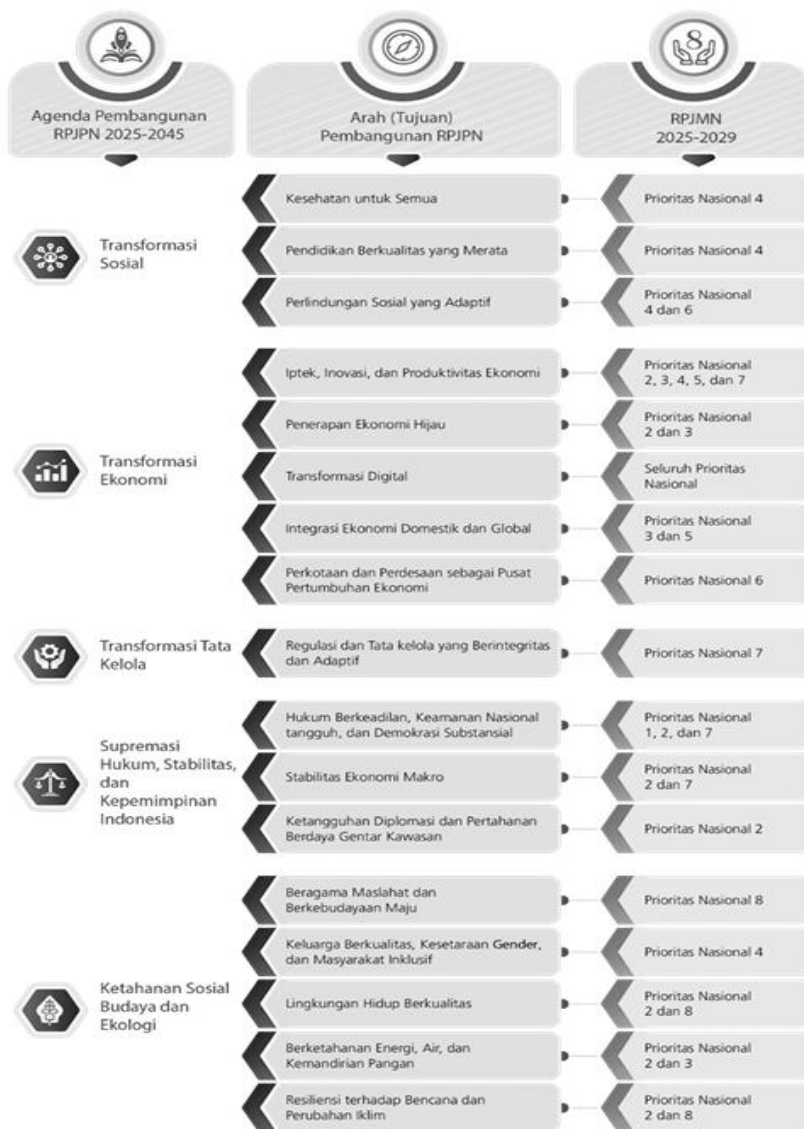 8
Agenda Pembangunan
RPJPN 2025-2045
Arah (Tujuan)
Pembangunan RPJPN
RPJMN
2025-2029
Transformasi
Sosial
Kesehatan untuk Semua
Prioritas Nasional 4
Pendidikan Berkualitas yang Merata
Prioritas Nasional 4
Perlindungan Sosial yang Adaptif
Prioritas Nasional
4 dan 6
Transformasi
Ekonomi
Iptek, Inovasi, dan Produktivitas Ekonomi
Prioritas Nasional
2, 3, 4, 5, dan 7
Penerapan Ekonomi Hijau
Prioritas Nasional
2 dan 3
Transformasi Digital
Seluruh Prioritas
Nasional
Integrasi Ekonomi Domestik dan Global
Prioritas Nasional
3 dan 5
Perkotaan dan Perdesaan sebagai Pusat
Pertumbuhan Ekonomi
Prioritas Nasional 6
Transformasi Tata
Kelola
Regulasi dan Tata kelola yang Berintegritas
dan Adaptif
Prioritas Nasional 7
Supremasi
Hukum, Stabilitas,
dan
Kepemimpinan
Indonesia
Hukum Berkeadilan, Keamanan Nasional
tangguh, dan Demokrasi Substansial
Prioritas Nasional
1, 2, dan 7
Stabilitas Ekonomi Makro
Prioritas Nasional
2 dan 7
Ketangguhan Diplomasi dan Pertahanan
Berdaya Gentar Kawasan
Prioritas Nasional 2
Ketahanan Sosial
Budaya dan
Ekologi
Beragama Maslahat dan
Berkebudayaan Maju
Prioritas Nasional 8
Keluarga Berkualitas, Kesetaraan Gender,
dan Masyarakat Inklusif
Prioritas Nasional 4
Lingkungan Hidup Berkualitas
Prioritas Nasional
2 dan 8
Berketahanan Energi, Air, dan
Kemandirian Pangan
Prioritas Nasional
2 dan 3
Resiliensi terhadap Bencana dan
Perubahan Iklim
Prioritas Nasional
2 dan 8